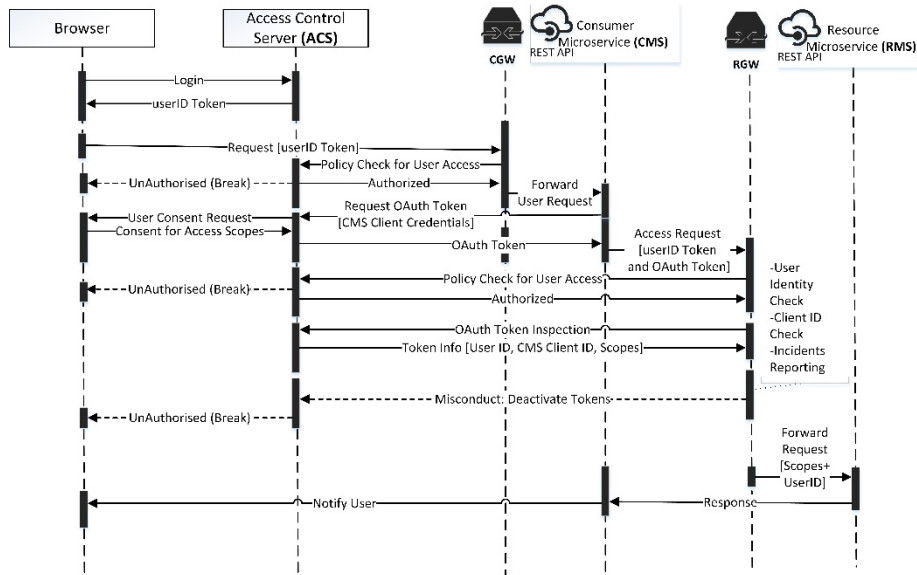 Browser
Access Control
Server (ACS)
CGW
REST API
Consumer
Microservice (CMS)
RGW
REST API
Resource
Microservice (RMS)
Login
userID Token
Request [userID Token]
Policy Check for User Access
UnAuthorised (Break)
Authorized
Forward
User Request
Request OAuth Token
[CMS Client Credentials]
User Consent Request
Consent for Access Scopes
OAuth Token
Access Request
[userID Token
and OAuth Token]
Policy Check for User Access
UnAuthorised (Break)
Authorized
-User
Identity
Check
-Client ID
Check
-Incidents
Reporting
OAuth Token Inspection
Token Info [User ID, CMS Client ID, Scopes]
Misconduct: Deactivate Tokens
UnAuthorised (Break)
Forward
Request
[Scopes+
UserID]
Notify User
Response